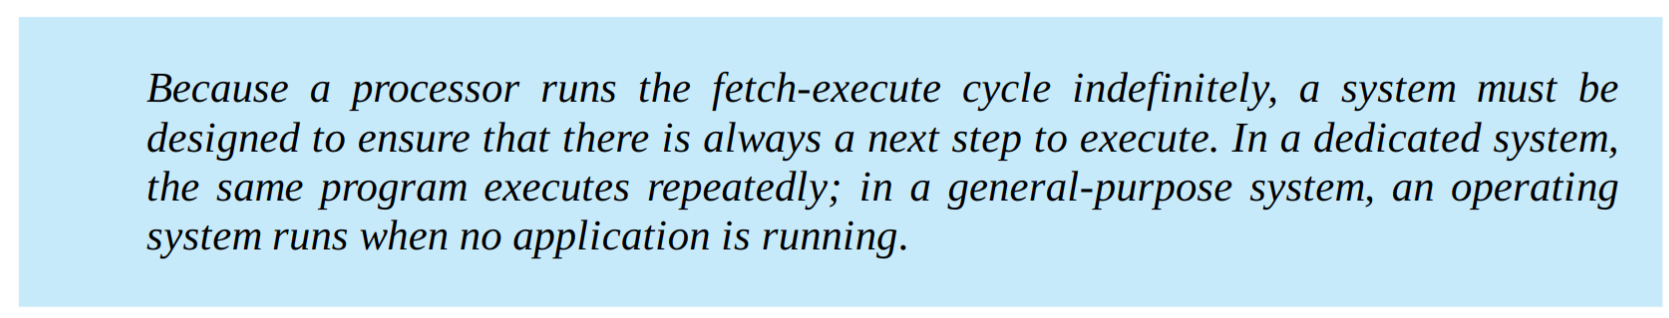 Because a processor runs the fetch-execute cycle indefinitely, a system must be
designed to ensure that there is always a next step to execute. In a dedicated system,
the same program executes repeatedly; in a general-purpose system, an operating
system runs when no application is running.